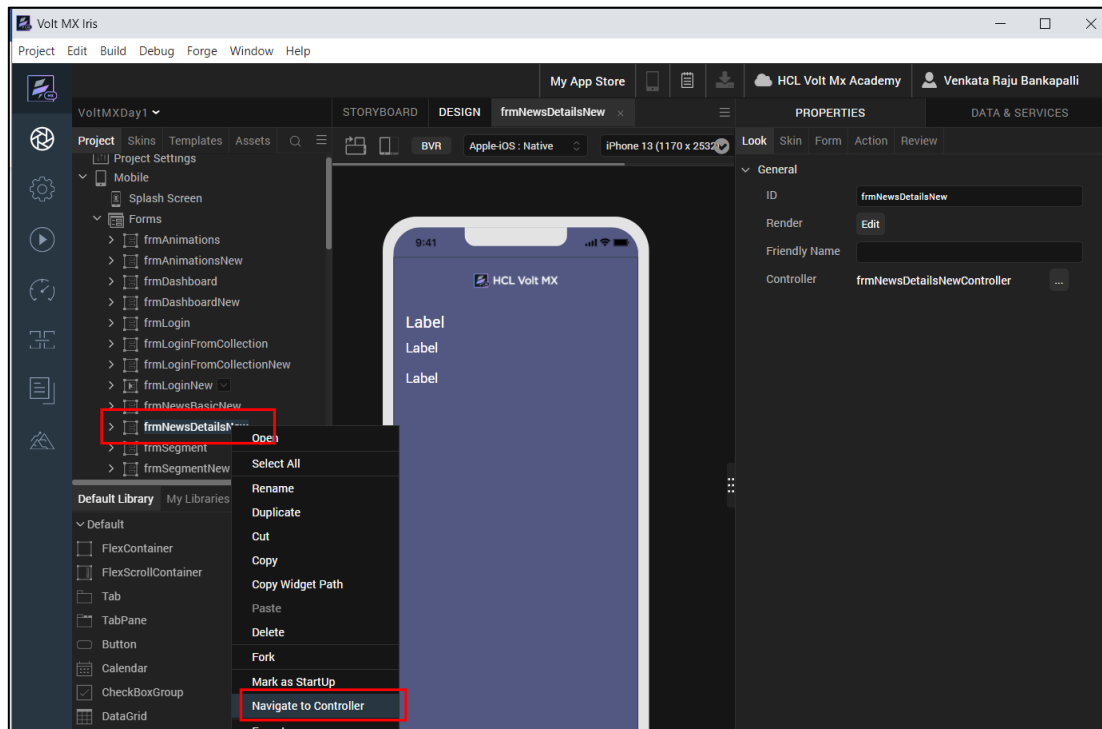 Volt MX Iris
Project Edit Build Debug Forge Window Help
My App Store HCL Volt Mx Academy Venkata Raju Bankapalli
VoltMXDay1 STORYBOARD DESIGN frmNewsDetailsNew PROPERTIES DATA & SERVICES
Project Skins Templates Assets BVR Apple-iOS : Native iPhone 13 (1170 x 2532) Look Skin Form Action Review
Project Settings
Mobile
Splash Screen
Forms
frmAnimations
frmAnimationsNew
frmDashboard
frmDashboardNew
frmLogin
frmLoginFromCollection
frmLoginFromCollectionNew
frmLoginNew
frmNewsBasicNew
frmNewsDetailsNew
frmSegment
frmSegmentNew
Default Library My Libraries
Default
FlexContainer
FlexScrollContainer
Tab
TabPane
Button
Calendar
CheckBoxGroup
DataGrid
Open
Select All
Rename
Duplicate
Cut
Copy
Copy Widget Path
Paste
Delete
Fork
Mark as StartUp
Navigate to Controller
9:41
HCL Volt MX
Label
Label
Label
General
ID frmNewsDetailsNew
Render Edit
Friendly Name
Controller frmNewsDetailsNewController ...